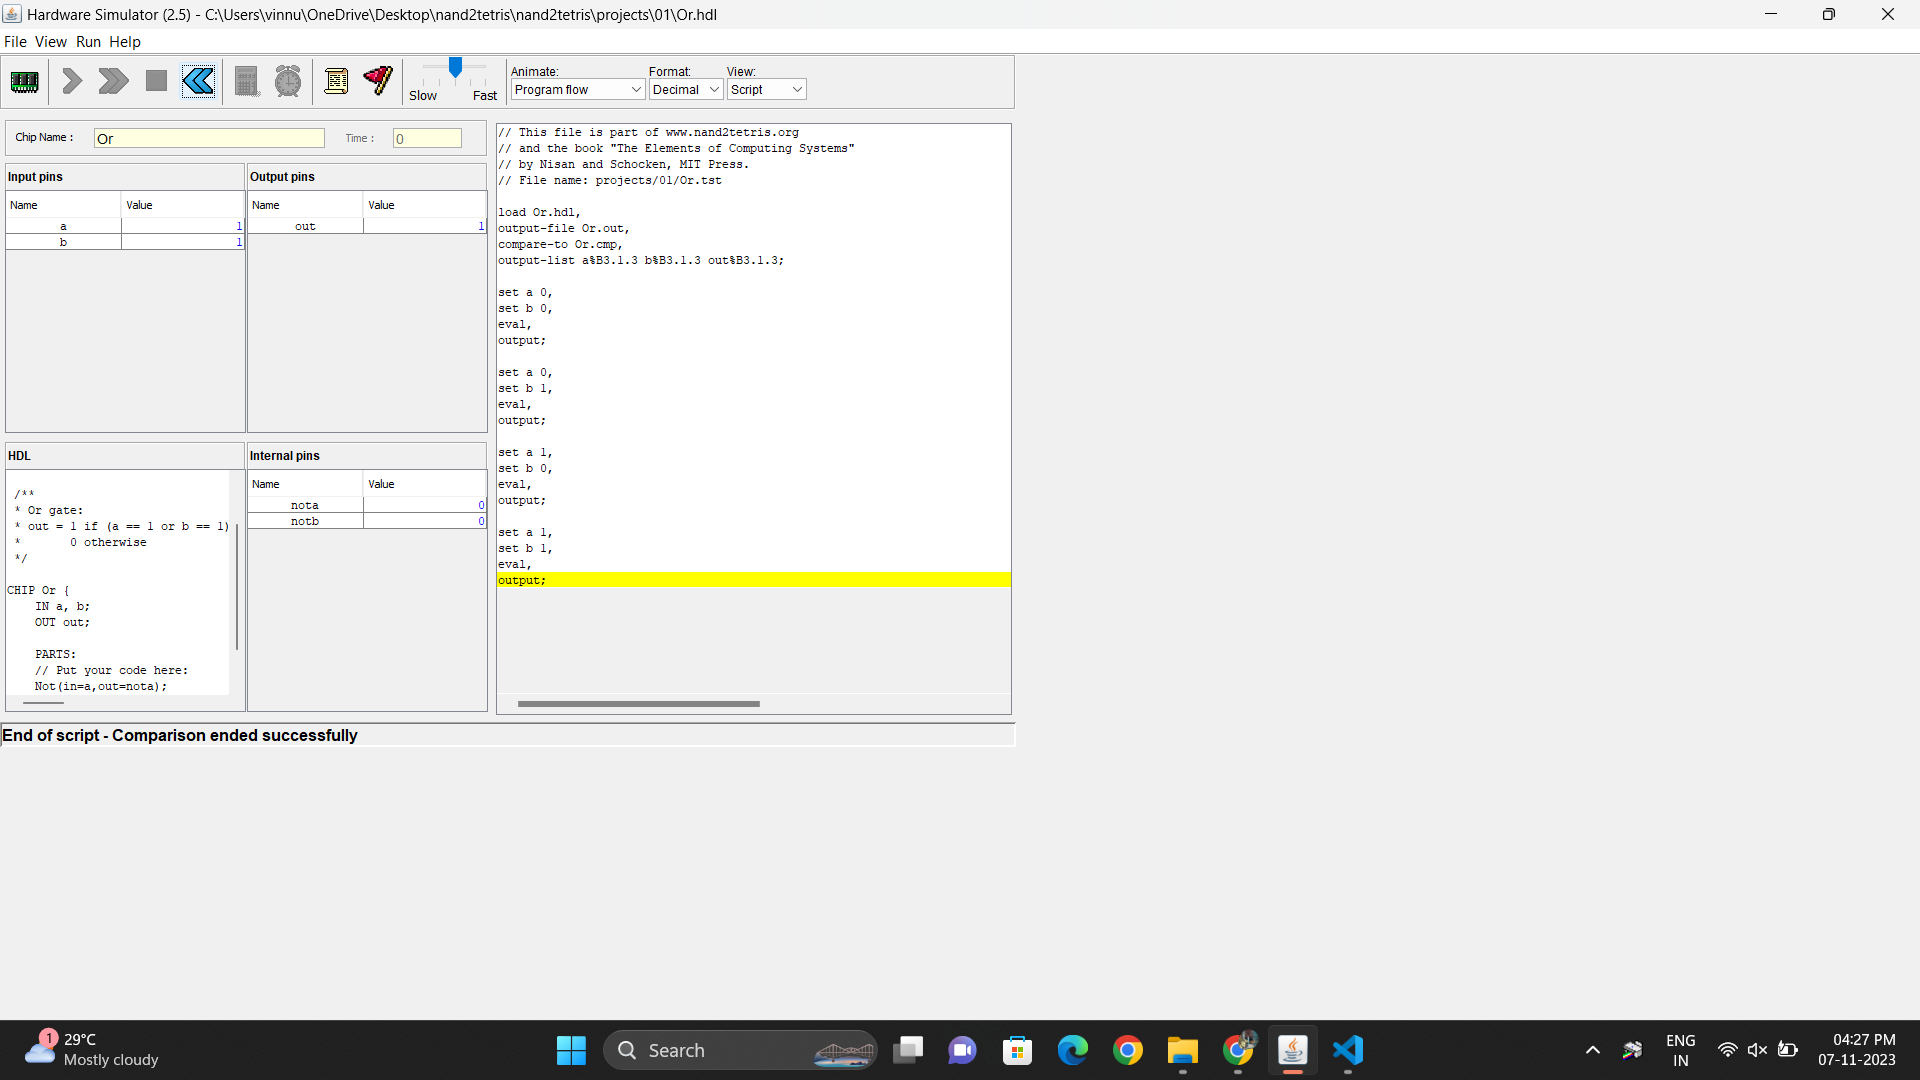 Hardware Simulator (2.5) - C:\Users\vinnu\OneDrive\Desktop\nand2tetris\nand2tetris\projects\01\Or.hdl
File View Run Help
Slow Fast
Animate: Format: View:
Program flow Decimal Script
Chip Name : Or Time : 0
Input pins
Name Value
a 1
b 1
Output pins
Name Value
out 1
HDL
/**
* Or gate:
* out = 1 if (a == 1 or b == 1)
* 0 otherwise
*/
CHIP Or {
IN a, b;
OUT out;
PARTS:
// Put your code here:
Not(in=a,out=nota);
Internal pins
Name Value
nota 0
notb 0
// This file is part of www.nand2tetris.org
// and the book "The Elements of Computing Systems"
// by Nisan and Schocken, MIT Press.
// File name: projects/01/Or.tst
load Or.hdl,
output-file Or.out,
compare-to Or.cmp,
output-list a%B3.1.3 b%B3.1.3 out%B3.1.3;
set a 0,
set b 0,
eval,
output;
set a 0,
set b 1,
eval,
output;
set a 1,
set b 0,
eval,
output;
set a 1,
set b 1,
eval,
output;
End of script - Comparison ended successfully
1
29°C
Mostly cloudy
Search
ENG
IN
04:27 PM
07-11-2023